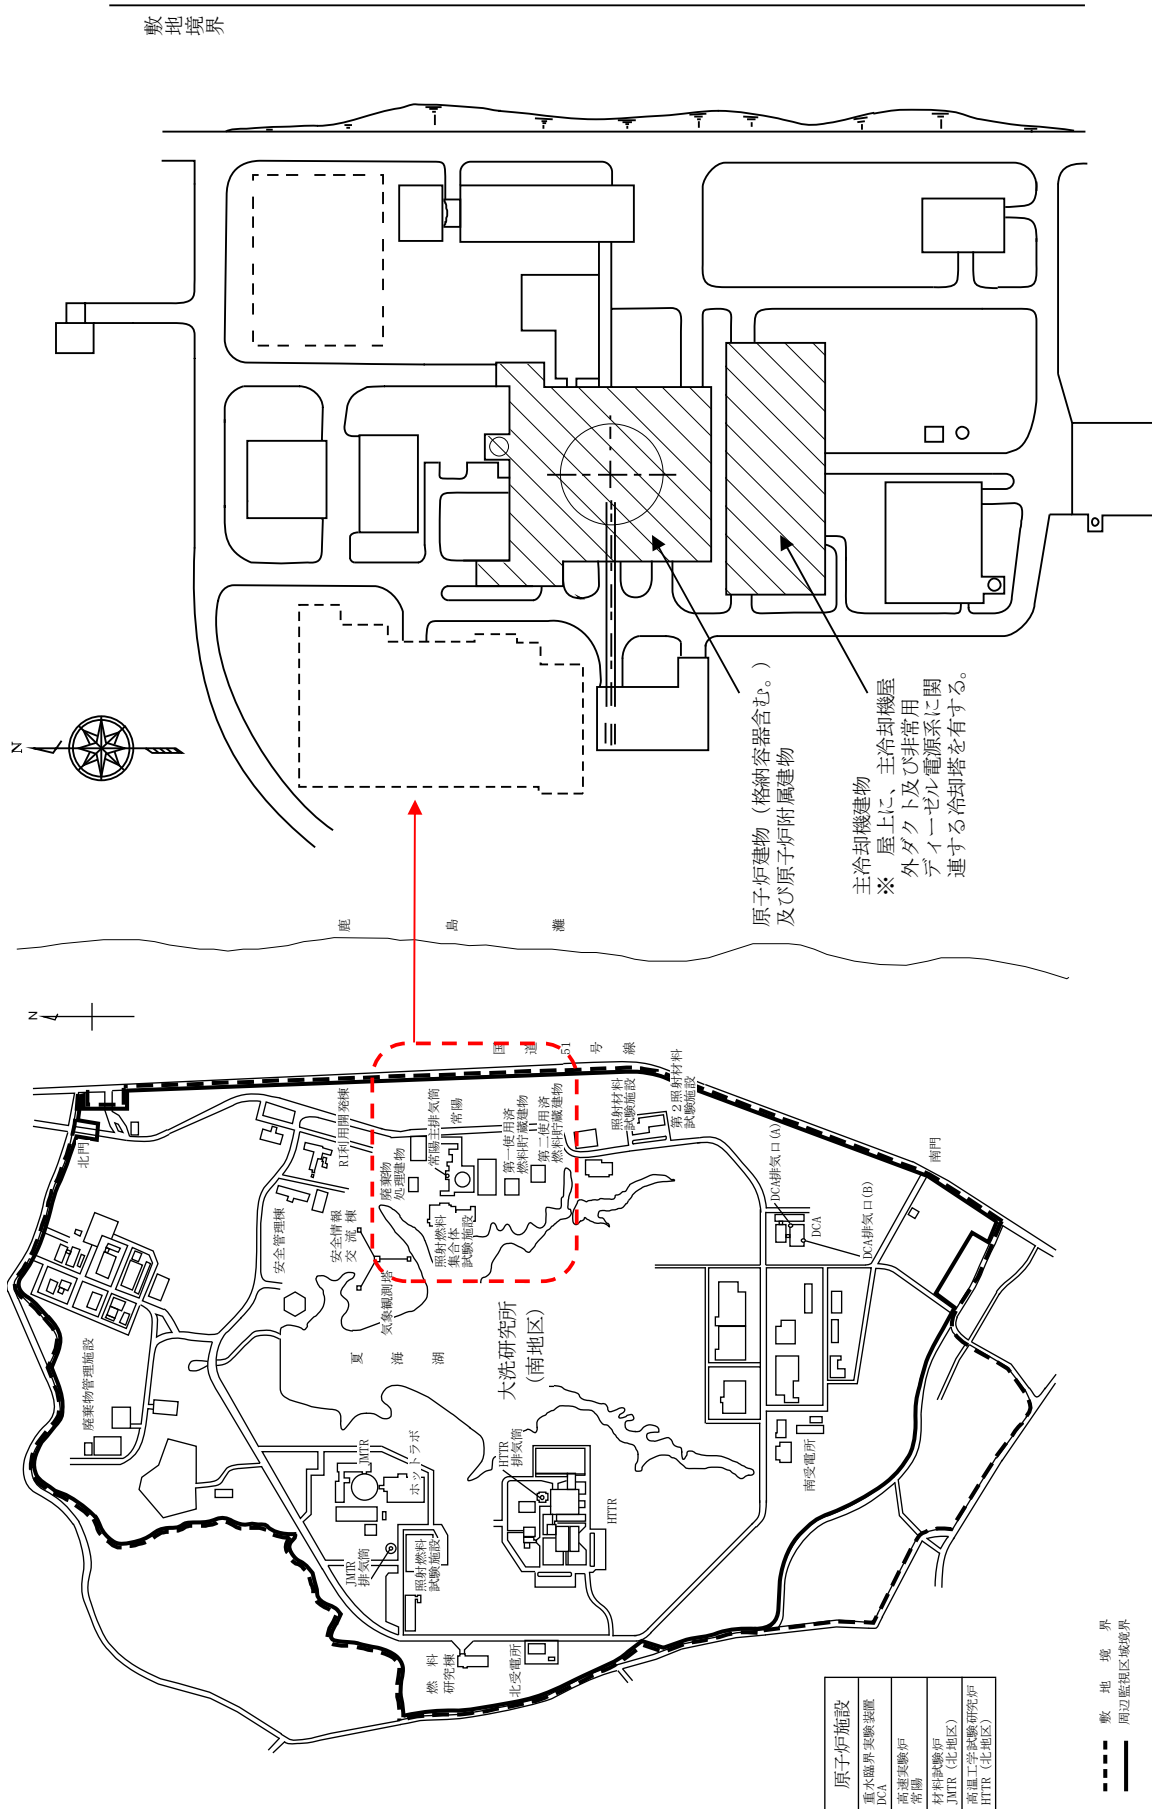 敷地境界
N
原子炉建物（格納容器含む。）
及び原子炉附属建物
主冷却機建物
※　屋上に、主冷却機屋
外ダクト及び非常用
ディーゼル電源系に関
連する冷却塔を有する。
鹿島灘
N
国道51号線
北門
RI利用開発棟
常陽主排気筒
常陽
廃棄物
処理建物
第一使用済
燃料貯蔵建物
第二使用済
燃料貯蔵建物
照射材料
試験施設
第２照射材料
試験施設
照射燃料
集合体
試験施設
安全管理棟
安全情報
交流棟
気象観測塔
夏海湖
大洗研究所
(南地区)
廃棄物管理施設
DCA排気口(A)
DCA
DCA排気口(B)
南門
JMTR
ホットラボ
JMTR
排気筒
照射燃料
試験施設
HTTR
排気筒
HTTR
南受電所
燃料
研究棟
北受電所
原子炉施設
重水臨界実験装置
DCA
高速実験炉
常陽
材料試験炉
JMTR (北地区)
高温工学試験研究炉
HTTR (北地区)
敷地境界
周辺監視区域境界